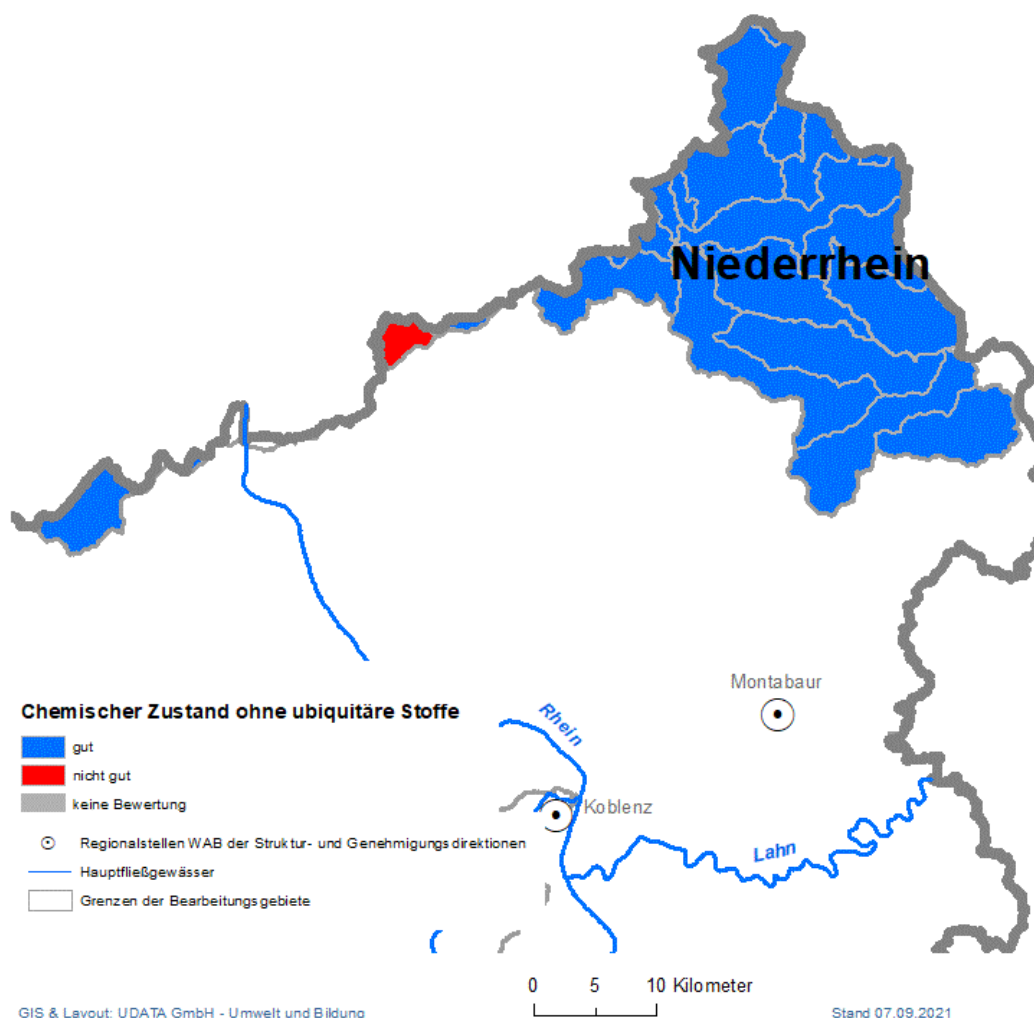 Niederrhein
Montabaur
Rhein
Koblenz
Lahn
Chemischer Zustand ohne ubiquitäre Stoffe
gut
nicht gut
keine Bewertung
Regionalstellen WAB der Struktur- und Genehmigungsdirektionen
Hauptfließgewässer
Grenzen der Bearbeitungsgebiete
0 5 10 Kilometer
GIS & Layout: UDATA GmbH - Umwelt und Bildung
Stand 07.09.2021